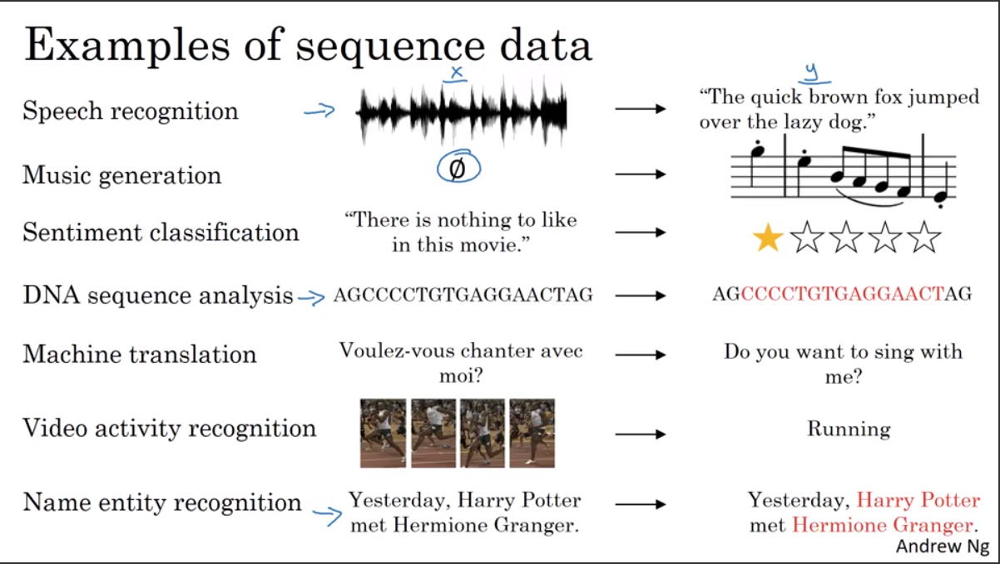 Examples of sequence data
x
y
Speech recognition
“The quick brown fox jumped
over the lazy dog.”
Music generation
∅
Sentiment classification
“There is nothing to like
in this movie.”
DNA sequence analysis
AGCCCCTGTGAGGAACTAG
AGCCCCTGTGAGGAACTAG
Machine translation
Voulez-vous chanter avec
moi?
Do you want to sing with
me?
Video activity recognition
Running
Name entity recognition
Yesterday, Harry Potter
met Hermione Granger.
Yesterday, Harry Potter
met Hermione Granger.
Andrew Ng